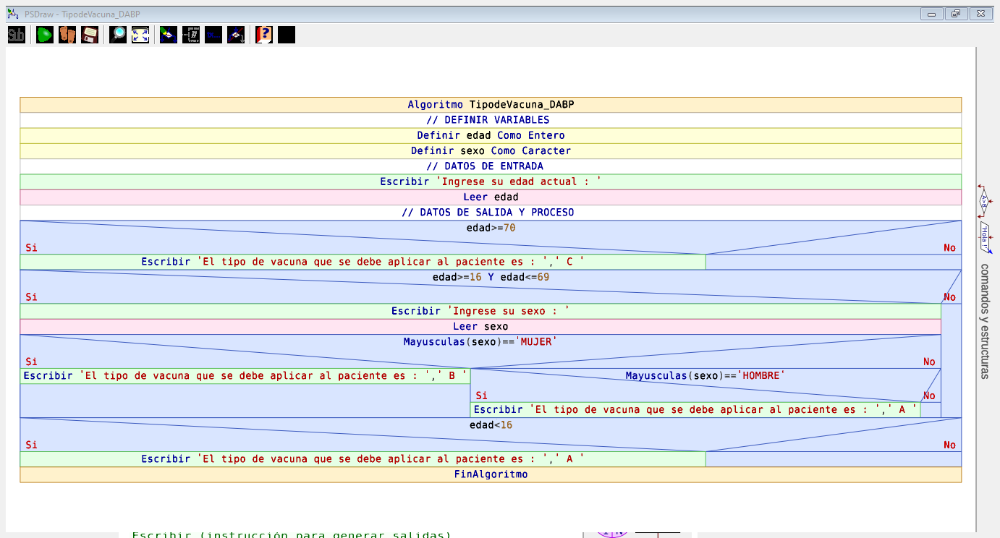 PSDraw - TipodeVacuna_DABP
Sub
Algoritmo TipodeVacuna_DABP
// DEFINIR VARIABLES
Definir edad Como Entero
Definir sexo Como Caracter
// DATOS DE ENTRADA
Escribir 'Ingrese su edad actual : '
Leer edad
// DATOS DE SALIDA Y PROCESO
edad>=70
Si No
Escribir 'El tipo de vacuna que se debe aplicar al paciente es : ',' C '
edad>=16 Y edad<=69
Si No
Escribir 'Ingrese su sexo : '
Leer sexo
Mayusculas(sexo)=='MUJER'
Si No
Escribir 'El tipo de vacuna que se debe aplicar al paciente es : ',' B '
Mayusculas(sexo)=='HOMBRE'
Si No
Escribir 'El tipo de vacuna que se debe aplicar al paciente es : ',' A '
edad<16
Si No
Escribir 'El tipo de vacuna que se debe aplicar al paciente es : ',' A '
FinAlgoritmo
A>B
'Hola !'
comandos y estructuras
Escribir (instrucción para generar salidas)